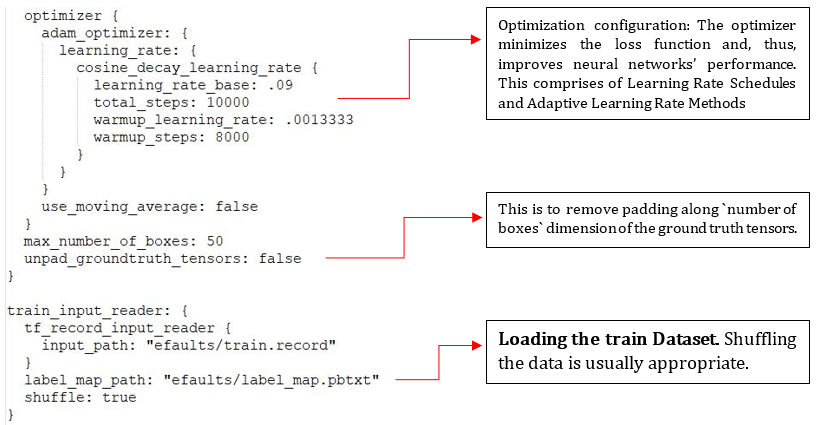 optimizer {
adam_optimizer: {
learning_rate: {
cosine_decay_learning_rate {
learning_rate_base: .09
total_steps: 10000
warmup_learning_rate: .0013333
warmup_steps: 8000
}
}
}
use_moving_average: false
}
max_number_of_boxes: 50
unpad_groundtruth_tensors: false
}
train_input_reader: {
tf_record_input_reader {
input_path: "efaults/train.record"
}
label_map_path: "efaults/label_map.pbtxt"
shuffle: true
}
Optimization configuration: The optimizer
minimizes the loss function and, thus,
improves neural networks' performance.
This comprises of Learning Rate Schedules
and Adaptive Learning Rate Methods
This is to remove padding along `number of
boxes` dimension of the ground truth tensors.
Loading the train Dataset. Shuffling
the data is usually appropriate.